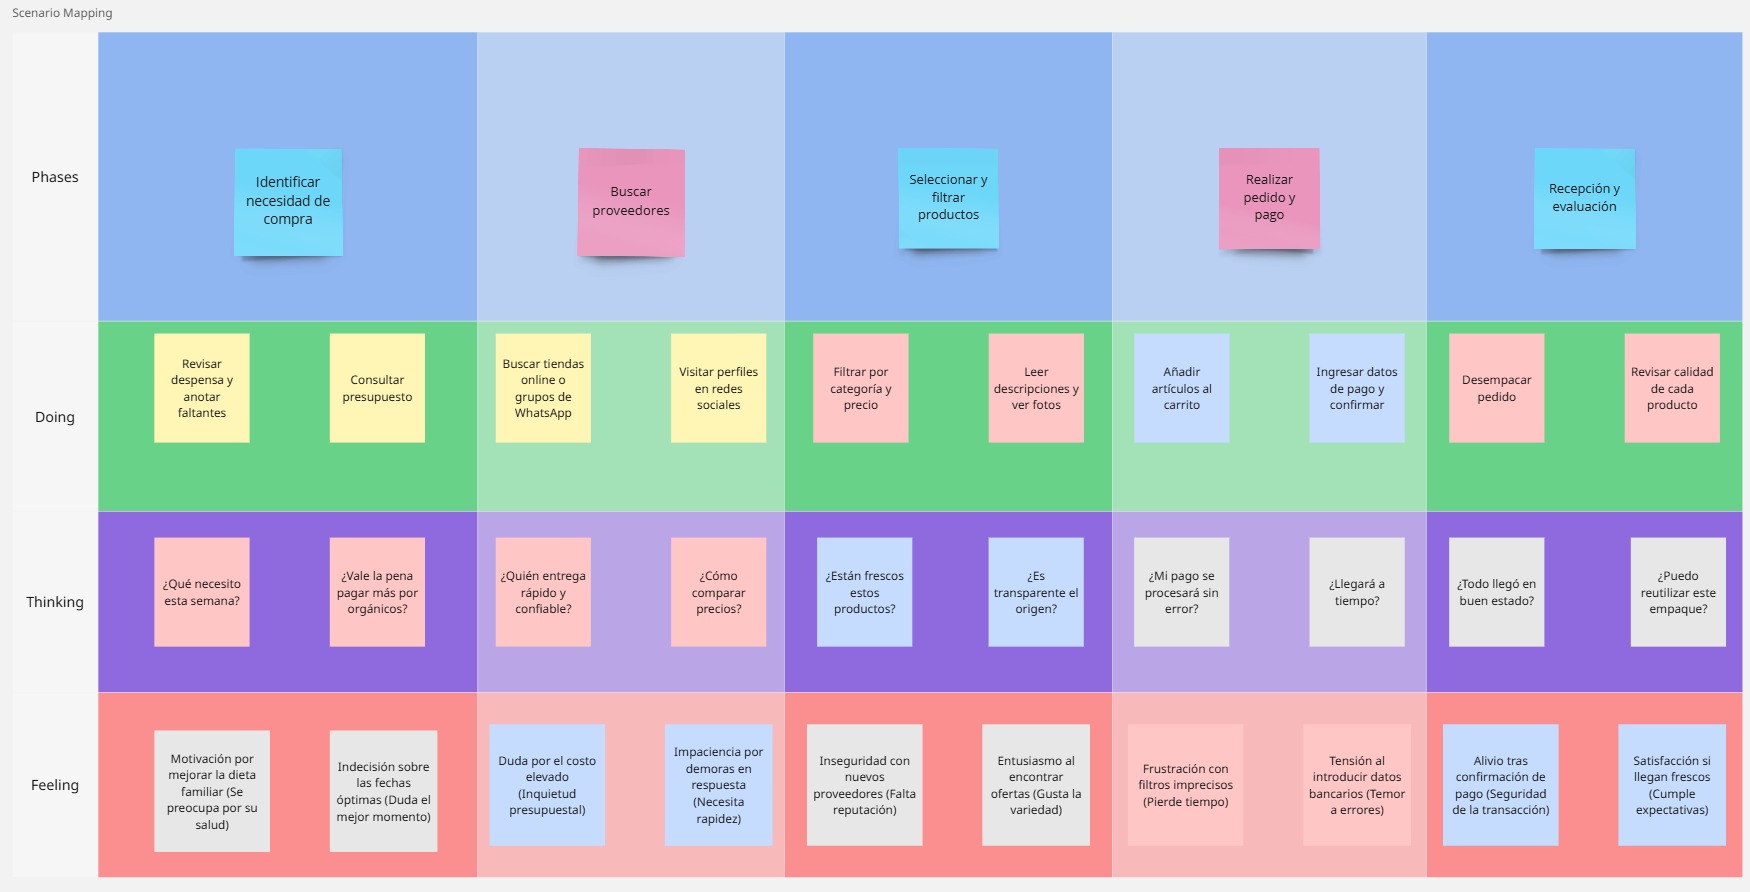 Scenario Mapping
Phases
Identificar
necesidad de
compra
Buscar
proveedores
Seleccionar y
filtrar
productos
Realizar
pedido y
pago
Recepción y
evaluación
Doing
Revisar
despensa y
anotar
faltantes
Consultar
presupuesto
Buscar tiendas
online o
grupos de
WhatsApp
Visitar perfiles
en redes
sociales
Filtrar por
categoría y
precio
Leer
descripciones y
ver fotos
Añadir
artículos al
carrito
Ingresar datos
de pago y
confirmar
Desempacar
pedido
Revisar calidad
de cada
producto
Thinking
¿Qué necesito
esta semana?
¿Vale la pena
pagar más por
orgánicos?
¿Quién entrega
rápido y
confiable?
¿Cómo
comparar
precios?
¿Están frescos
estos
productos?
¿Es
transparente el
origen?
¿Mi pago se
procesará sin
error?
¿Llegará a
tiempo?
¿Todo llegó en
buen estado?
¿Puedo
reutilizar este
empaque?
Feeling
Motivación por
mejorar la dieta
familiar (Se
preocupa por su
salud)
Indecisión sobre
las fechas
óptimas (Duda el
mejor momento)
Duda por el costo
elevado
(Inquietud
presupuestal)
Impaciencia por
demoras en
respuesta
(Necesita
rapidez)
Inseguridad con
nuevos
proveedores (Falta
reputación)
Entusiasmo al
encontrar
ofertas (Gusta la
variedad)
Frustración con
filtros imprecisos
(Pierde tiempo)
Tensión al
introducir datos
bancarios (Temor
a errores)
Alivio tras
confirmación de
pago (Seguridad
de la transacción)
Satisfacción si
llegan frescos
(Cumple
expectativas)